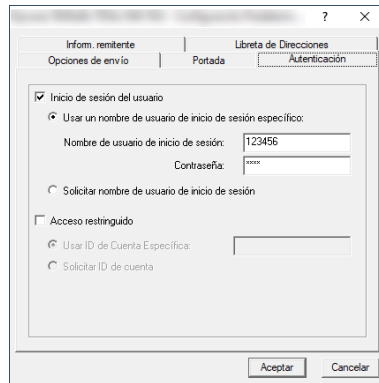 ? X
Inform. remitente Libreta de Direcciones
Opciones de envío Portada Autenticación
Inicio de sesión del usuario
Usar un nombre de usuario de inicio de sesión específico:
Nombre de usuario de inicio de sesión: 123456
Contraseña: ****
Solicitar nombre de usuario de inicio de sesión
Acceso restringido
Usar ID de Cuenta Específica:
Solicitar ID de cuenta
Aceptar Cancelar